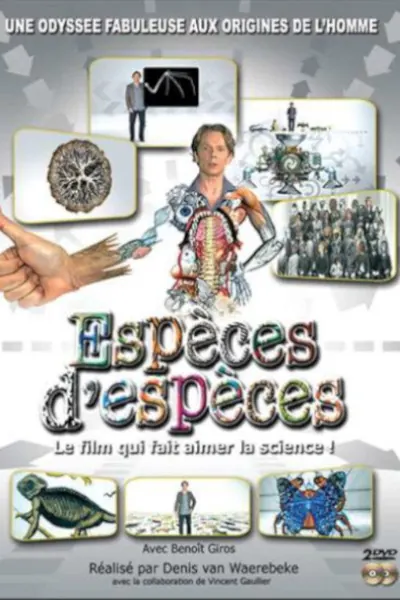 UNE ODYSSEE FABULEUSE AUX ORIGINES DE L'HOMME
Espèces
d'espèces
Le film qui fait aimer la science !
Avec Benoît Giros
2 DVD
Réalisé par Denis van Waerebeke
avec la collaboration de Vincent Gaullier